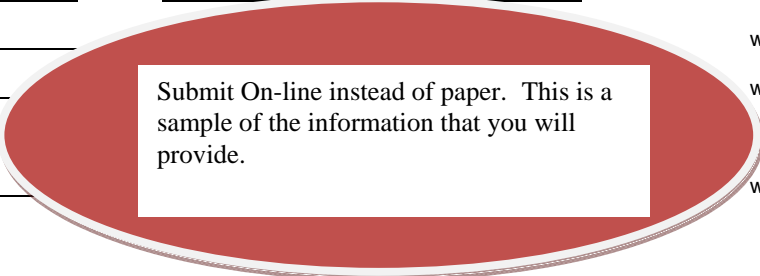 Submit On-line instead of paper.  This is a
sample of the information that you will
provide.
w
w
w